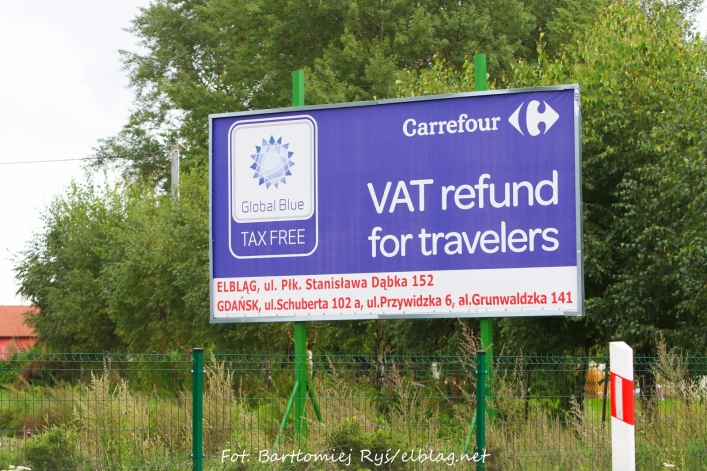 Carrefour
Global Blue
TAX FREE
VAT refund
for travelers
ELBLĄG, ul. Płk. Stanisława Dąbka 152
GDAŃSK, ul.Schuberta 102 a, ul.Przywidzka 6, al.Grunwaldzka 141
Fot. Bartłomiej Ryś/elblag.net